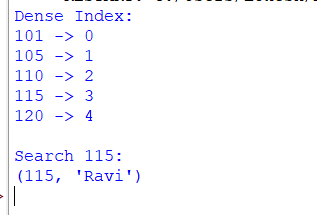 Dense Index:
101 -> 0
105 -> 1
110 -> 2
115 -> 3
120 -> 4
Search 115:
(115, 'Ravi')